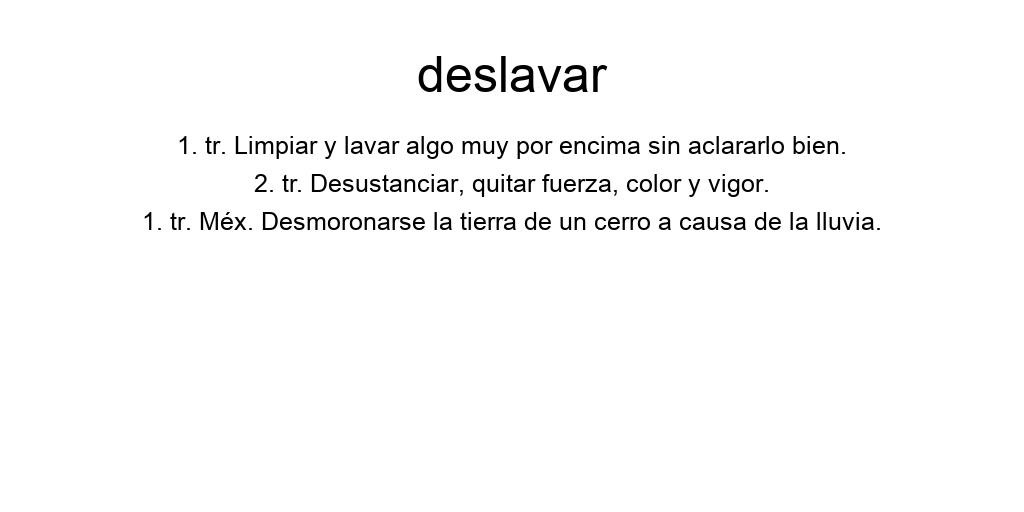 deslavar
1. tr. Limpiar y lavar algo muy por encima sin aclararlo bien.
2. tr. Desustanciar, quitar fuerza, color y vigor.
1. tr. Méx. Desmoronarse la tierra de un cerro a causa de la lluvia.